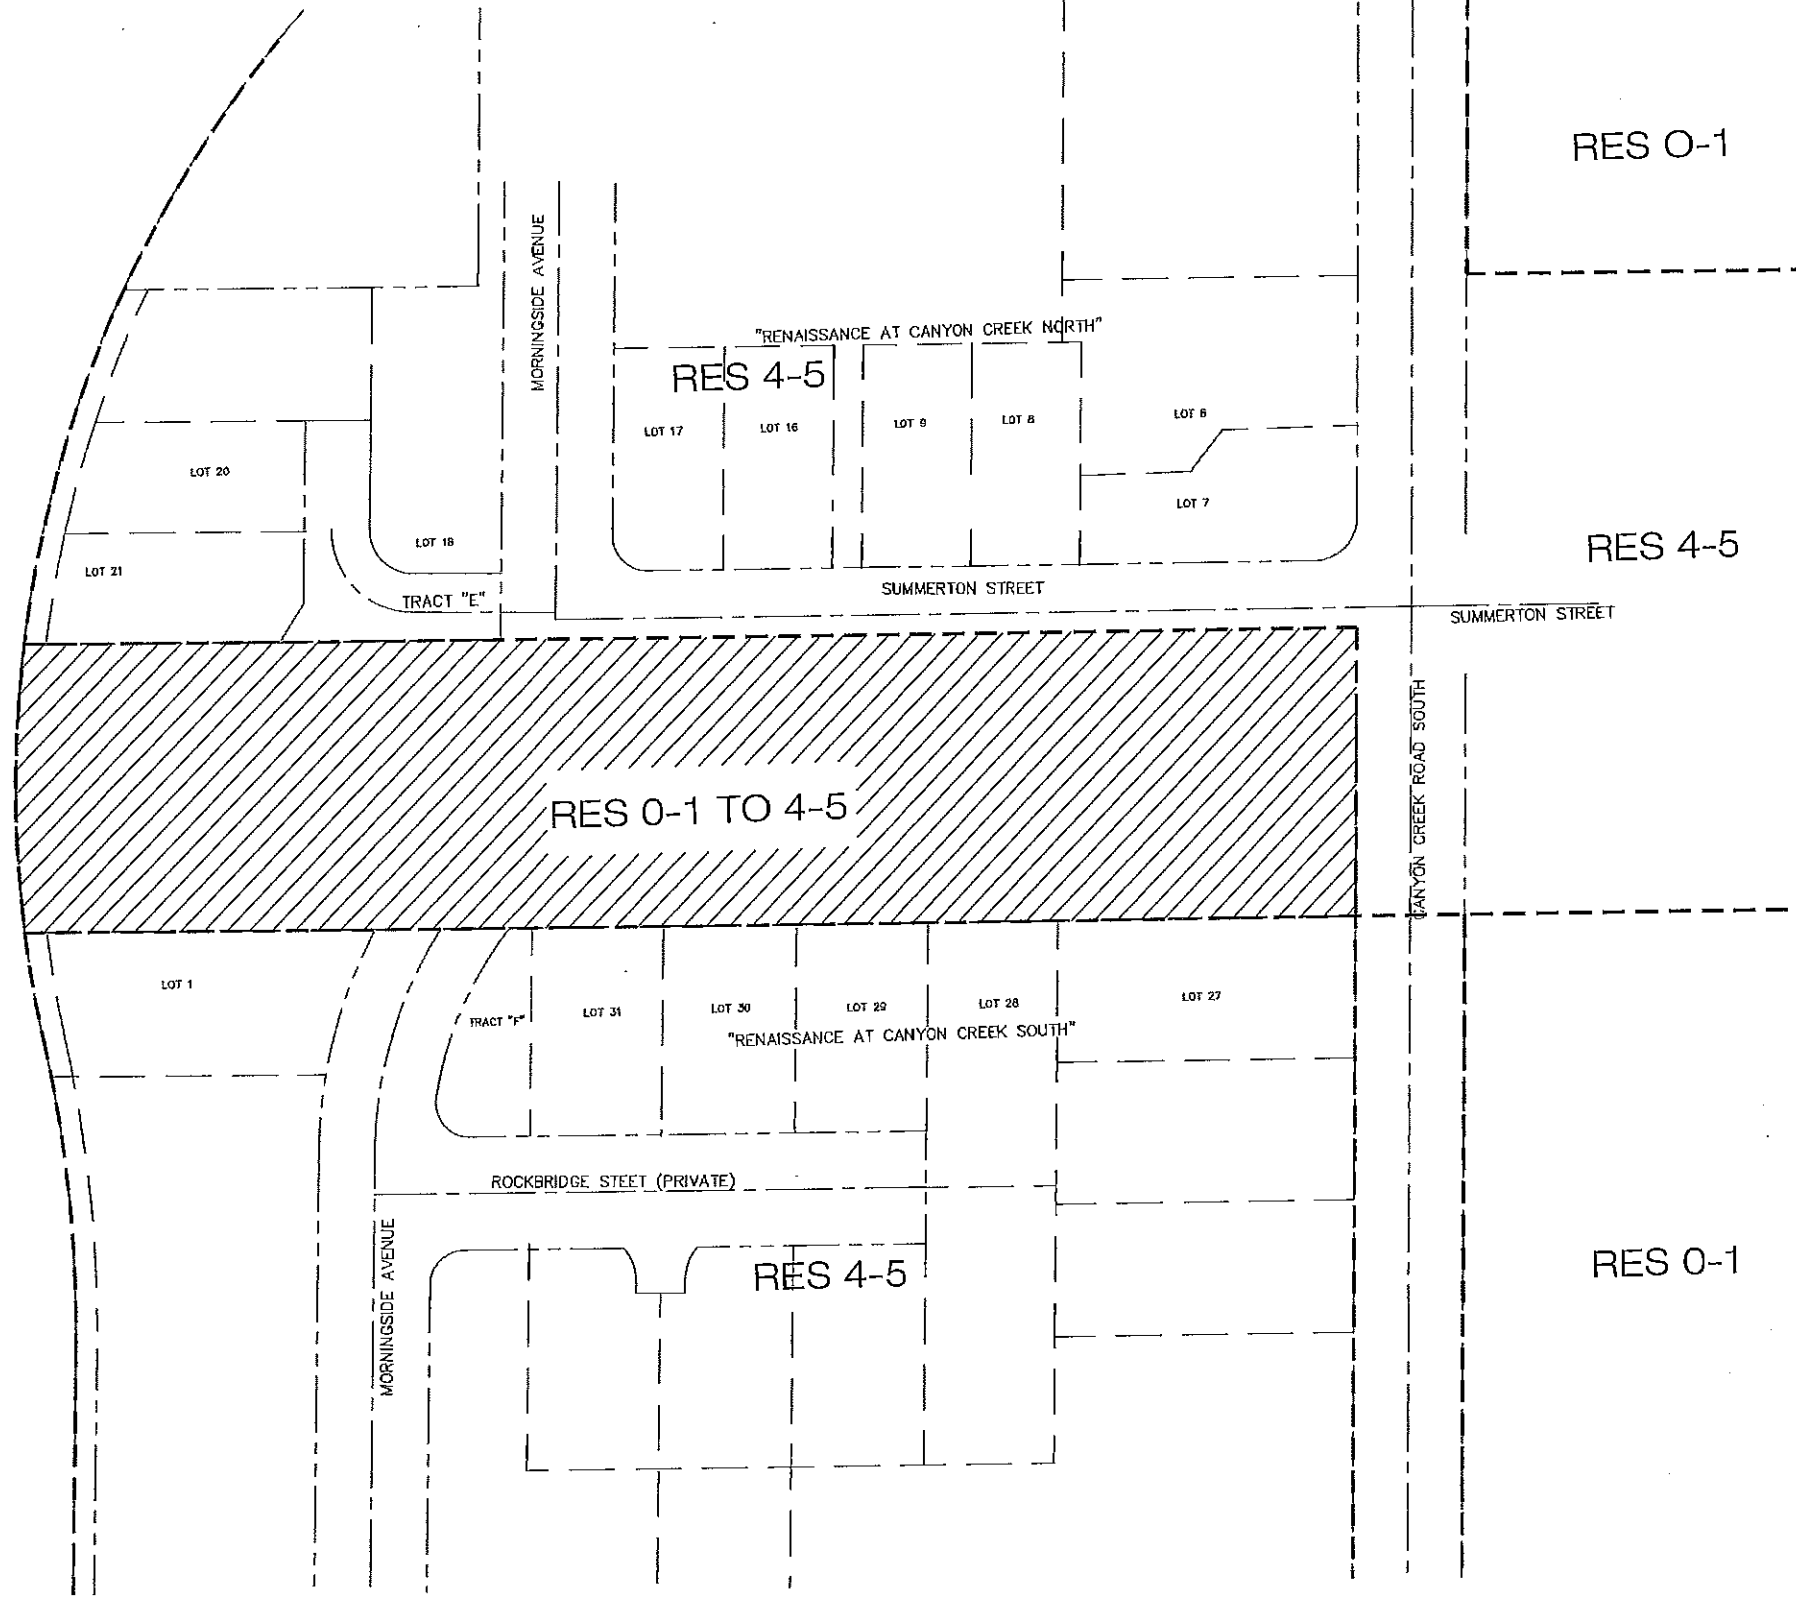 RES O-1
MORNINGSIDE AVENUE
"RENAISSANCE AT CANYON CREEK NORTH"
RES 4-5
LOT 17
LOT 16
LOT 9
LOT 8
LOT 6
LOT 20
LOT 7
LOT 18
LOT 21
RES 4-5
TRACT "E"
SUMMERTON STREET
SUMMERTON STREET
CANYON CREEK ROAD SOUTH
RES 0-1 TO 4-5
LOT 1
TRACT "F"
LOT 31
LOT 30
LOT 29
LOT 28
LOT 27
"RENAISSANCE AT CANYON CREEK SOUTH"
ROCKBRIDGE STEET (PRIVATE)
MORNINGSIDE AVENUE
RES 4-5
RES 0-1